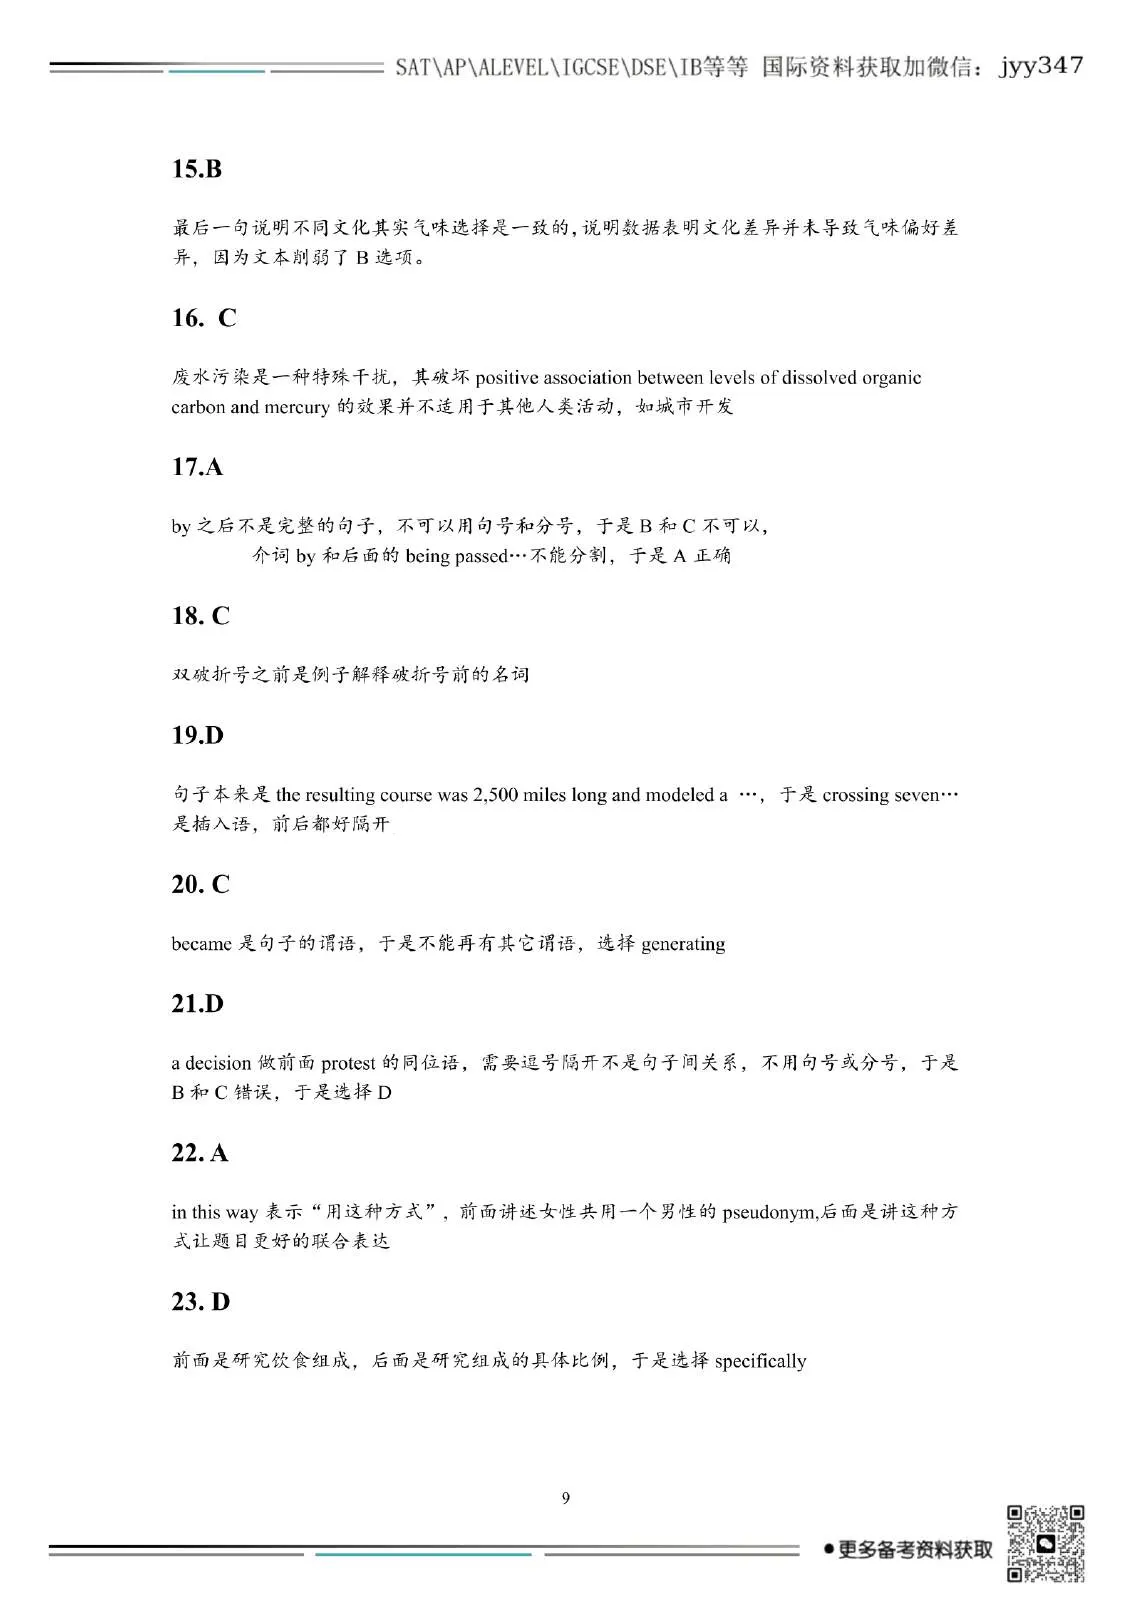 SAT\AP\ALEVEL\IGCSE\DSE\IB等等 国际资料获取加微信：jyy347
15.B
最后一句说明不同文化其实气味选择是一致的,说明数据表明文化差异并未导致气味偏好差
异，因为文本削弱了 B 选项。
16. C
废水污染是一种特殊干扰，其破坏 positive association between levels of dissolved organic
carbon and mercury 的效果并不适用于其他人类活动，如城市开发
17.A
by 之后不是完整的句子，不可以用句号和分号，于是 B 和 C 不可以，
介词 by 和后面的 being passed…不能分割，于是 A 正确
18. C
双破折号之前是例子解释破折号前的名词
19.D
句子本来是 the resulting course was 2,500 miles long and modeled a …，于是 crossing seven…
是插入语，前后都好隔开
20. C
became 是句子的谓语，于是不能再有其它谓语，选择 generating
21.D
a decision 做前面 protest 的同位语，需要逗号隔开不是句子间关系，不用句号或分号，于是
B 和 C 错误，于是选择 D
22. A
in this way 表示“用这种方式”，前面讲述女性共用一个男性的 pseudonym,后面是讲这种方
式让题目更好的联合表达
23. D
前面是研究饮食组成，后面是研究组成的具体比例，于是选择 specifically
9
●更多备考资料获取